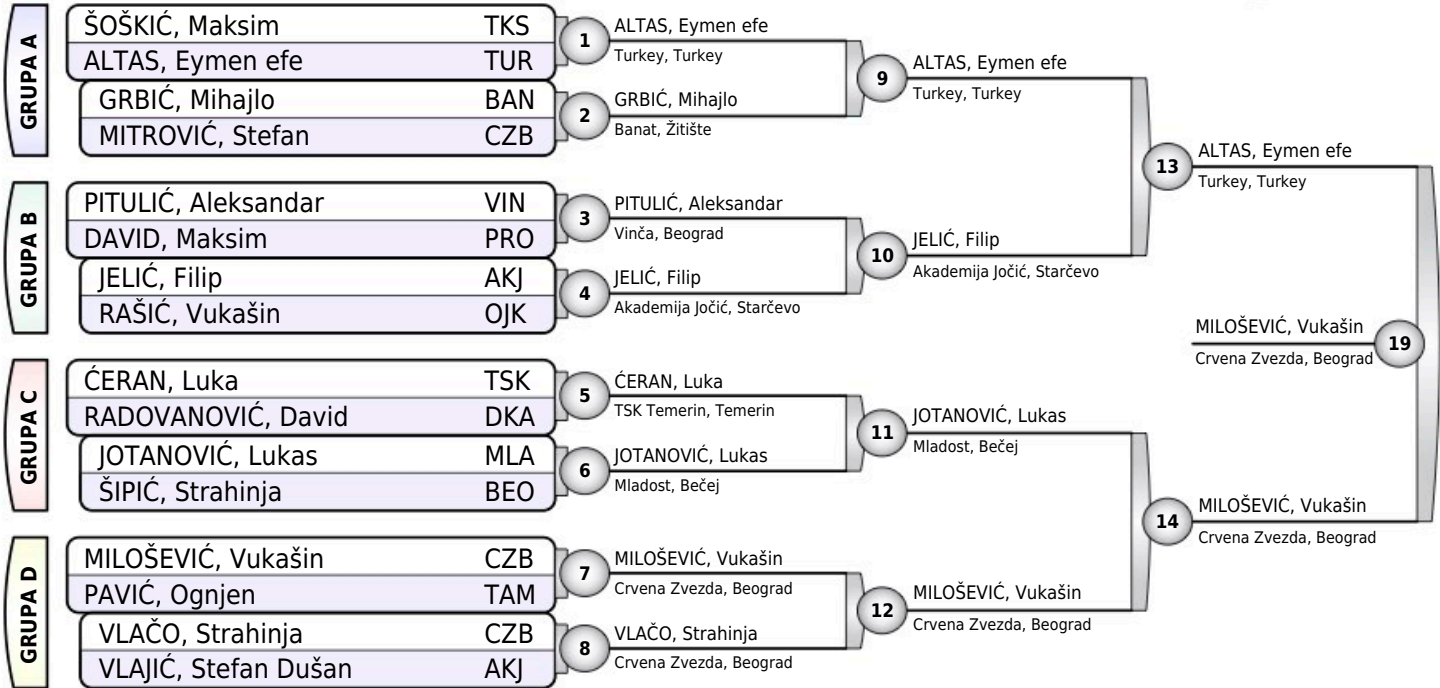 GRUPA A
ŠOŠKIĆ, Maksim TKS
ALTAS, Eymen efe TUR
GRBIĆ, Mihajlo BAN
MITROVIĆ, Stefan CZB
GRUPA B
PITULIĆ, Aleksandar VIN
DAVID, Maksim PRO
JELIĆ, Filip AKJ
RAŠIĆ, Vukašin OJK
GRUPA C
ĆERAN, Luka TSK
RADOVANOVIĆ, David DKA
JOTANOVIĆ, Lukas MLA
ŠIPIĆ, Strahinja BEO
GRUPA D
MILOŠEVIĆ, Vukašin CZB
PAVIĆ, Ognjen TAM
VLAČO, Strahinja CZB
VLAJIĆ, Stefan Dušan AKJ
1
ALTAS, Eymen efe
Turkey, Turkey
2
GRBIĆ, Mihajlo
Banat, Žitište
3
PITULIĆ, Aleksandar
Vinča, Beograd
4
JELIĆ, Filip
Akademija Jočić, Starčevo
5
ĆERAN, Luka
TSK Temerin, Temerin
6
JOTANOVIĆ, Lukas
Mladost, Bečej
7
MILOŠEVIĆ, Vukašin
Crvena Zvezda, Beograd
8
VLAČO, Strahinja
Crvena Zvezda, Beograd
9
ALTAS, Eymen efe
Turkey, Turkey
10
JELIĆ, Filip
Akademija Jočić, Starčevo
11
JOTANOVIĆ, Lukas
Mladost, Bečej
12
MILOŠEVIĆ, Vukašin
Crvena Zvezda, Beograd
13
ALTAS, Eymen efe
Turkey, Turkey
14
MILOŠEVIĆ, Vukašin
Crvena Zvezda, Beograd
MILOŠEVIĆ, Vukašin
Crvena Zvezda, Beograd
19